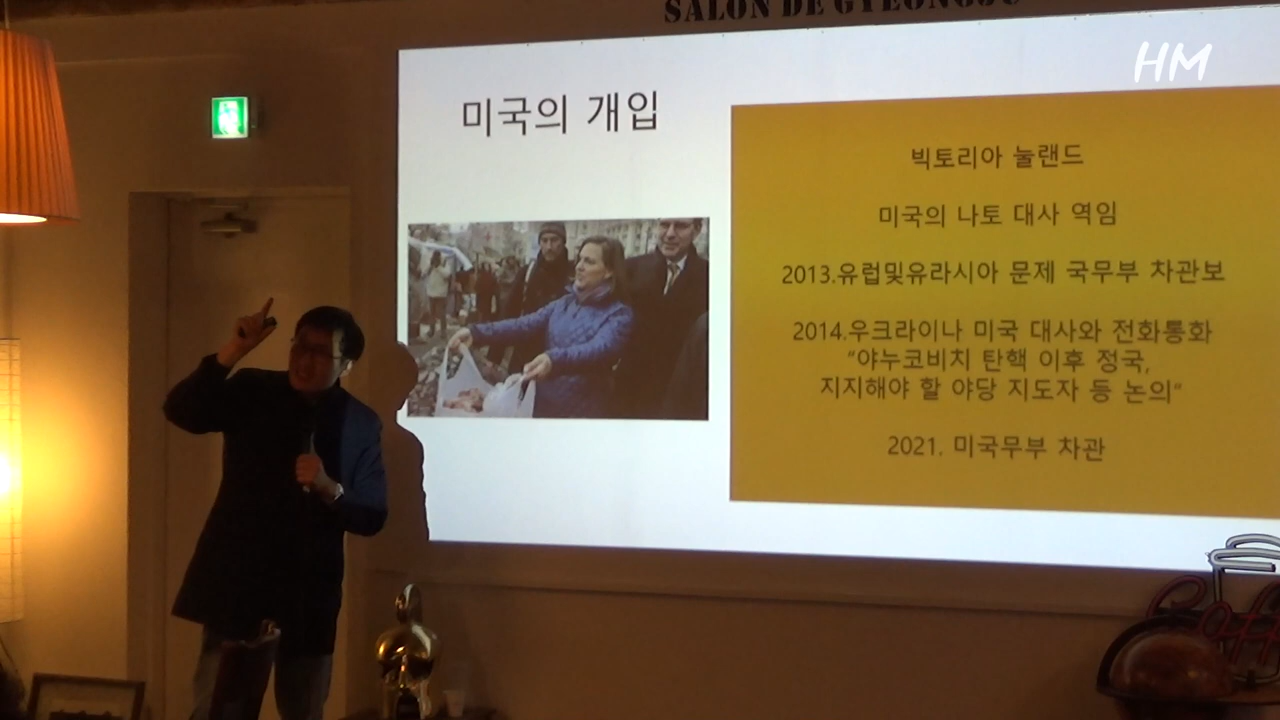 SALON DE GYEONGJU
HM
미국의 개입
빅토리아 눌랜드
미국의 나토 대사 역임
2013.유럽및유라시아 문제 국무부 차관보
2014.우크라이나 미국 대사와 전화통화
“야누코비치 탄핵 이후 정국,
지지해야 할 야당 지도자 등 논의“
2021. 미국무부 차관